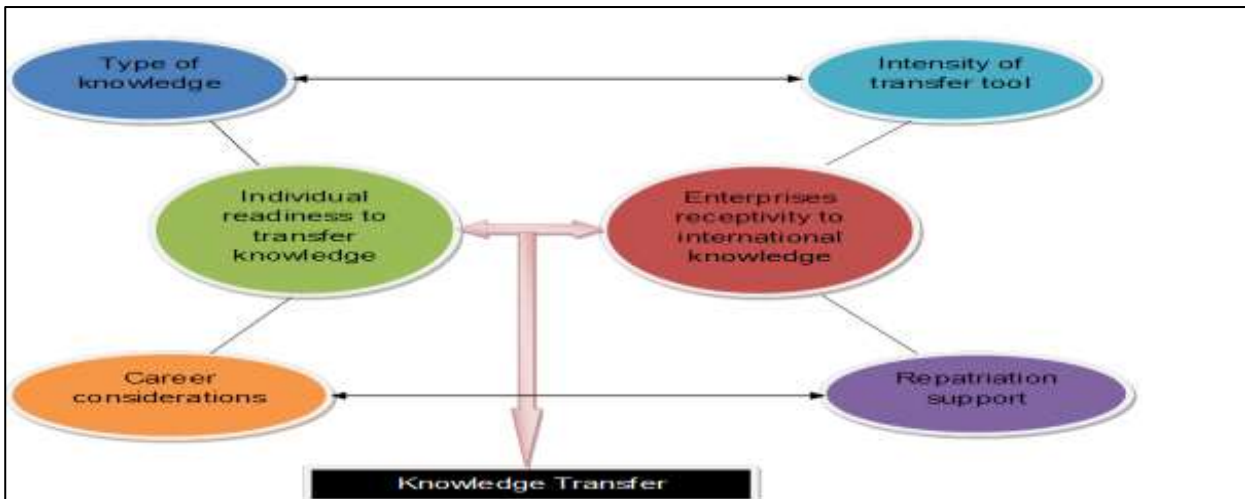 Type of
knowledge
Intensity of
transfer tool
Individual
readiness to
transfer
knowledge
Enterprises
receptivity to
international
knowledge
Career
considerations
Repatriation
support
Knowledge Transfer